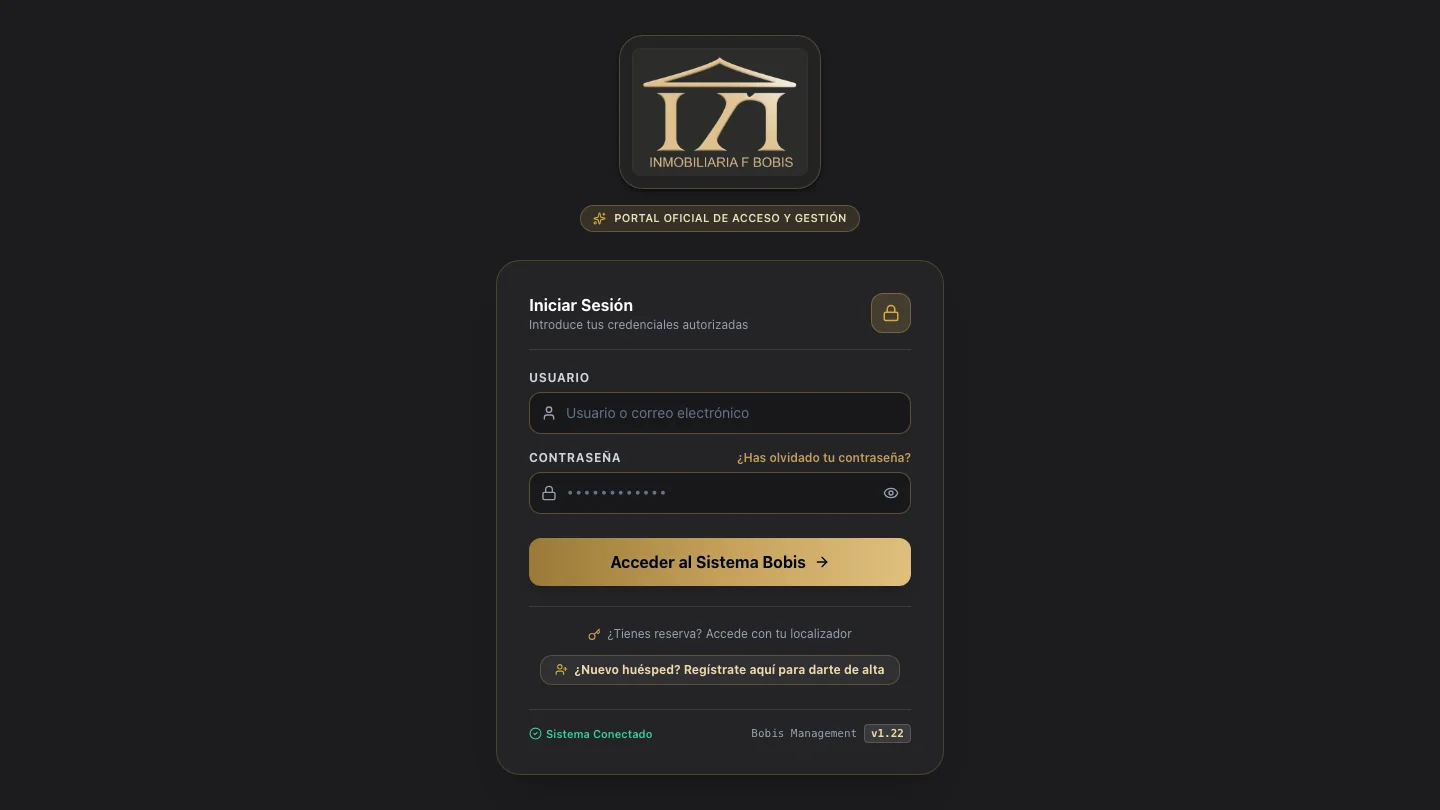 INMOBILIARIA F BOBIS
PORTAL OFICIAL DE ACCESO Y GESTIÓN
Iniciar Sesión
Introduce tus credenciales autorizadas
USUARIO
Usuario o correo electrónico
CONTRASEÑA ¿Has olvidado tu contraseña?
••••••••••••
Acceder al Sistema Bobis →
¿Tienes reserva? Accede con tu localizador
¿Nuevo huésped? Regístrate aquí para darte de alta
Sistema Conectado Bobis Management v1.22